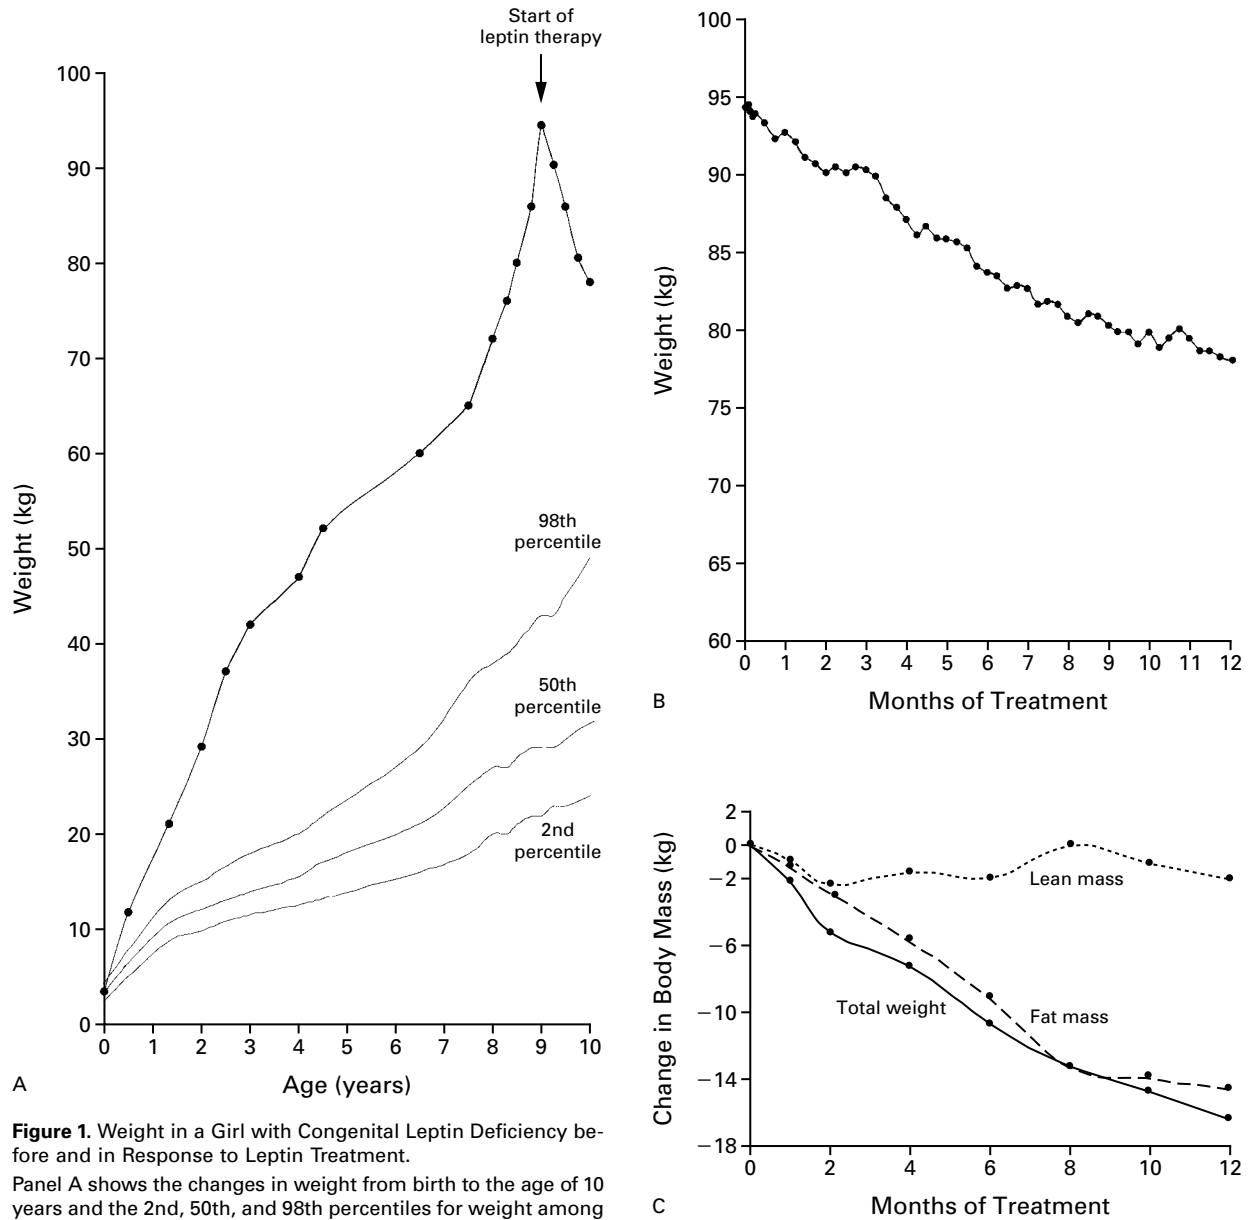 Start of
leptin therapy
100
90
80
70
60
50
40
30
20
10
0
Weight (kg)
98th
percentile
50th
percentile
2nd
percentile
0 1 2 3 4 5 6 7 8 9 10
Age (years)
A
100
95
90
85
80
75
70
65
60
Weight (kg)
0 1 2 3 4 5 6 7 8 9 10 11 12
Months of Treatment
B
2
0
−2
−6
−10
−14
−18
Change in Body Mass (kg)
Lean mass
Total weight
Fat mass
0 2 4 6 8 10 12
Months of Treatment
C
Figure 1. Weight in a Girl with Congenital Leptin Deficiency be-
fore and in Response to Leptin Treatment.
Panel A shows the changes in weight from birth to the age of 10
years and the 2nd, 50th, and 98th percentiles for weight among